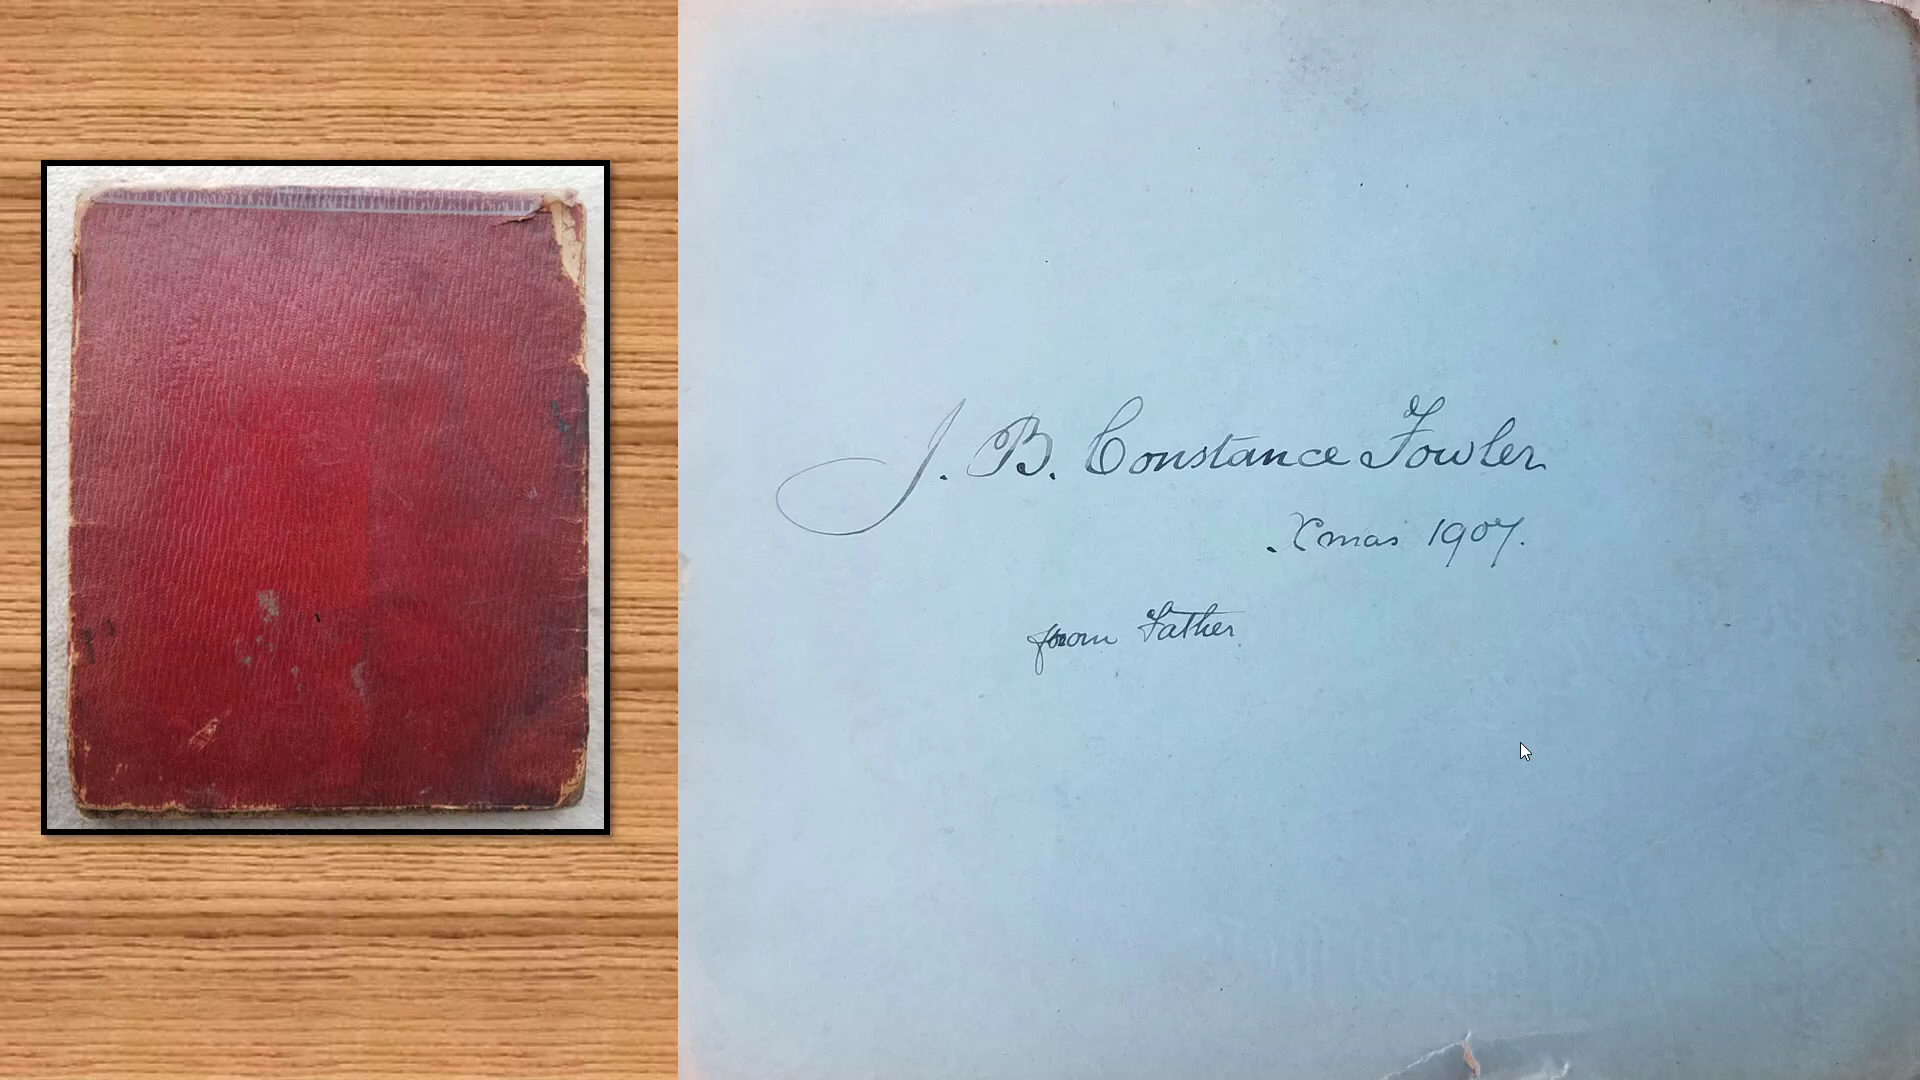 J. B. Constance Fowler
Xmas 1907.
from Father